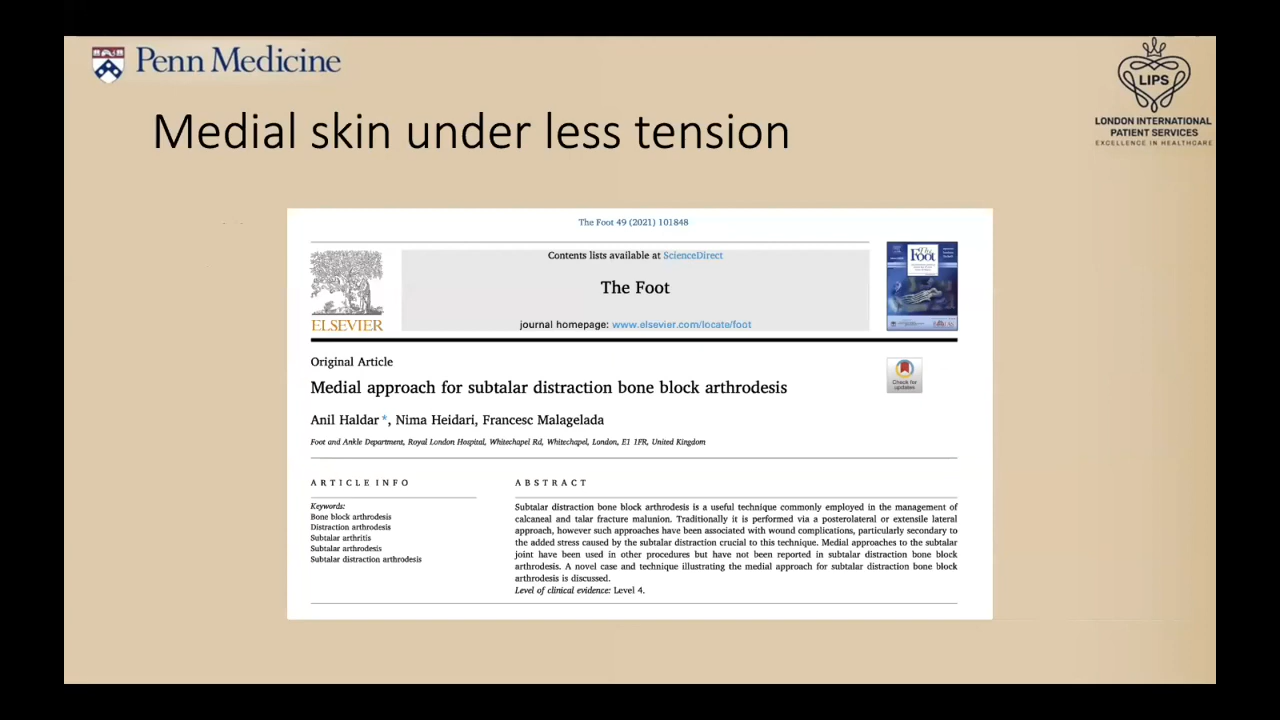 Penn Medicine
LIPS
LONDON INTERNATIONAL
PATIENT SERVICES
EXCELLENCE IN HEALTHCARE
Medial skin under less tension
The Foot 49 (2021) 101848
Contents lists available at ScienceDirect
The Foot
journal homepage: www.elsevier.com/locate/foot
ELSEVIER
The Foot
Original Article
Check for
updates
Medial approach for subtalar distraction bone block arthrodesis
Anil Haldar*, Nima Heidari, Francesc Malagelada
Foot and Ankle Department, Royal London Hospital, Whitechapel Rd, Whitechapel, London, E1 1FR, United Kingdom
ARTICLE INFO
Keywords:
Bone block arthrodesis
Distraction arthrodesis
Subtalar arthritis
Subtalar arthrodesis
Subtalar distraction arthrodesis
ABSTRACT
Subtalar distraction bone block arthrodesis is a useful technique commonly employed in the management of
calcaneal and talar fracture malunion. Traditionally it is performed via a posterolateral or extensile lateral
approach, however such approaches have been associated with wound complications, particularly secondary to
the added stress caused by the subtalar distraction crucial to this technique. Medial approaches to the subtalar
joint have been used in other procedures but have not been reported in subtalar distraction bone block
arthrodesis. A novel case and technique illustrating the medial approach for subtalar distraction bone block
arthrodesis is discussed.
Level of clinical evidence: Level 4.